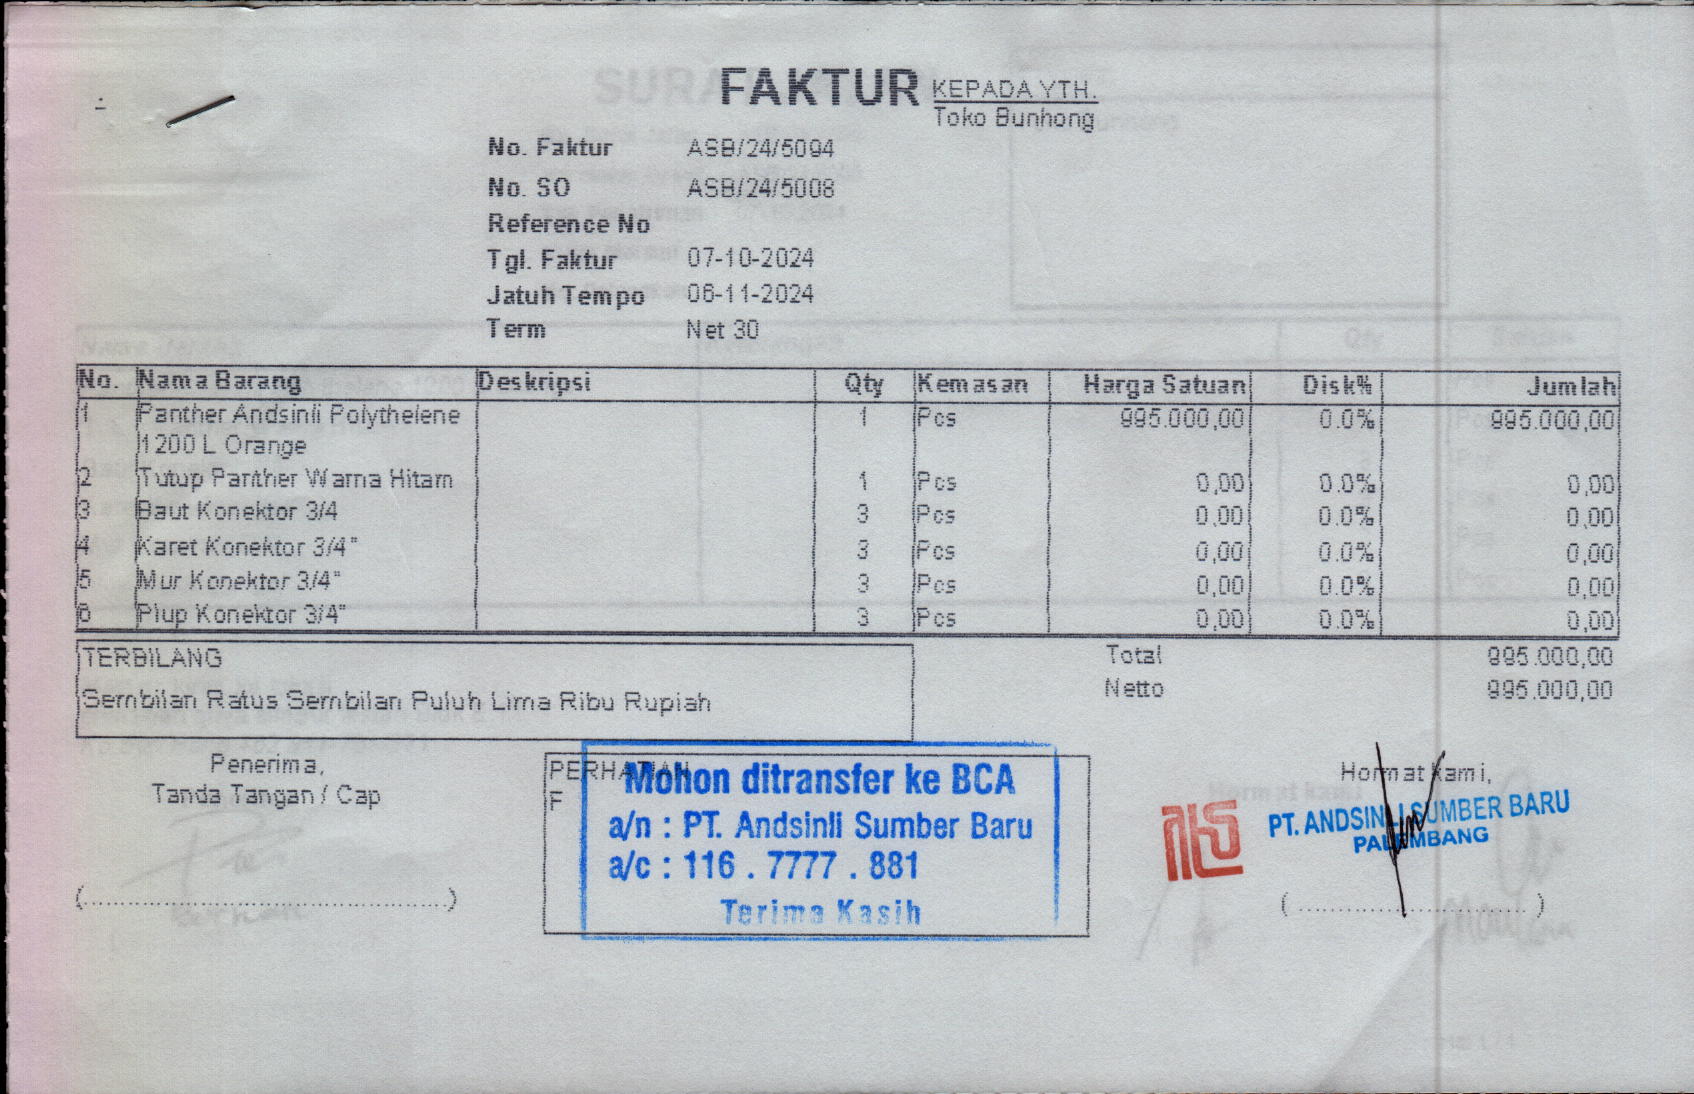 FAKTUR
KEPADA YTH.
Toko Bunhong
No. Faktur ASB/24/5094
No. SO ASB/24/5008
Reference No
Tgl. Faktur 07-10-2024
Jatuh Tempo 06-11-2024
Term Net 30
No. Nama Barang Deskripsi Qty Kemasan Harga Satuan Disk% Jumlah
1 Panther Andsinli Polythelene 1 Pcs 995.000,00 0.0% 995.000,00
1200 L Orange
2 Tutup Panther Warna Hitam 1 Pcs 0,00 0.0% 0,00
3 Baut Konektor 3/4 3 Pcs 0,00 0.0% 0,00
4 Karet Konektor 3/4" 3 Pcs 0,00 0.0% 0,00
5 Mur Konektor 3/4" 3 Pcs 0,00 0.0% 0,00
6 Plup Konektor 3/4" 3 Pcs 0,00 0.0% 0,00
TERBILANG
Sembilan Ratus Sembilan Puluh Lima Ribu Rupiah
Total 995.000,00
Netto 995.000,00
Penerima,
Tanda Tangan / Cap
(..........................................)
PERHATIAN
F
Mohon ditransfer ke BCA
a/n : PT. Andsinli Sumber Baru
a/c : 116 . 7777 . 881
Terima Kasih
Hormat kami,
PT. ANDSINLI SUMBER BARU
PALEMBANG
( .......................... )